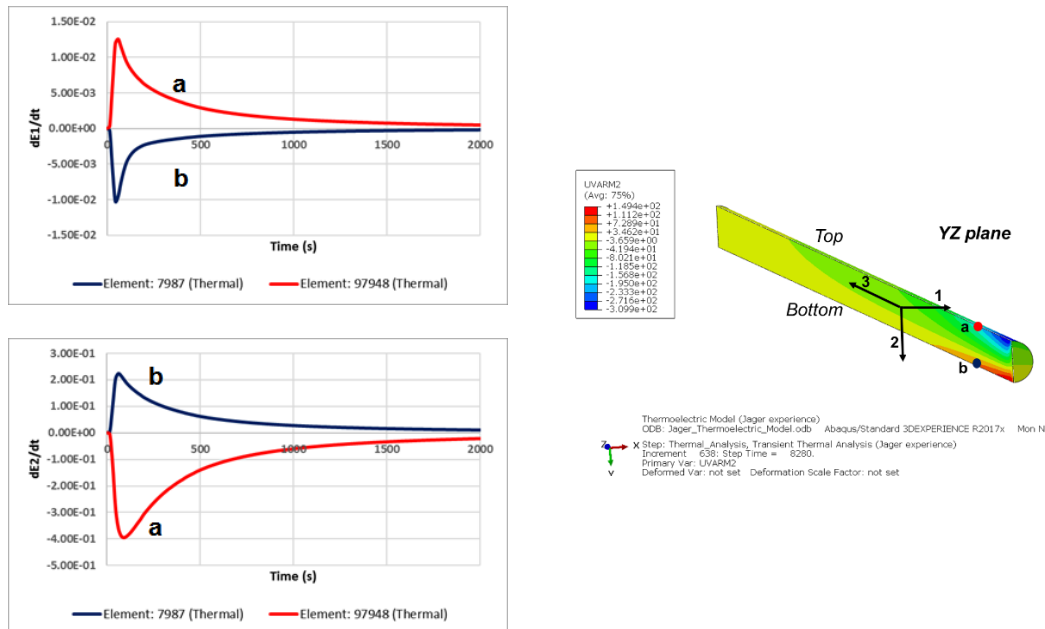 1.50E-02
1.00E-02
5.00E-03
0.00E+00
-5.00E-03
-1.00E-02
-1.50E-02
dE1/dt
0 500 1000 1500 2000
a
b
Time (s)
Element: 7987 (Thermal) Element: 97948 (Thermal)
3.00E-01
2.00E-01
1.00E-01
0.00E+00
-1.00E-01
-2.00E-01
-3.00E-01
-4.00E-01
-5.00E-01
dE2/dt
0 500 1000 1500 2000
b
a
Time (s)
Element: 7987 (Thermal) Element: 97948 (Thermal)
UVARM2
(Avg: 75%)
+1.494e+02
+1.112e+02
+7.289e+01
+3.462e+01
-3.659e+00
-4.194e+01
-8.021e+01
-1.185e+02
-1.568e+02
-1.950e+02
-2.333e+02
-2.716e+02
-3.099e+02
Top
YZ plane
3
1
Bottom
2
a
b
Thermoelectric Model (Jager experience)
ODB: Jager_Thermoelectric_Model.odb Abaqus/Standard 3DEXPERIENCE R2017x Mon N
Z X Step: Thermal_Analysis, Transient Thermal Analysis (Jager experience)
Increment 638: Step Time = 8280.
Primary Var: UVARM2
Y Deformed Var: not set Deformation Scale Factor: not set